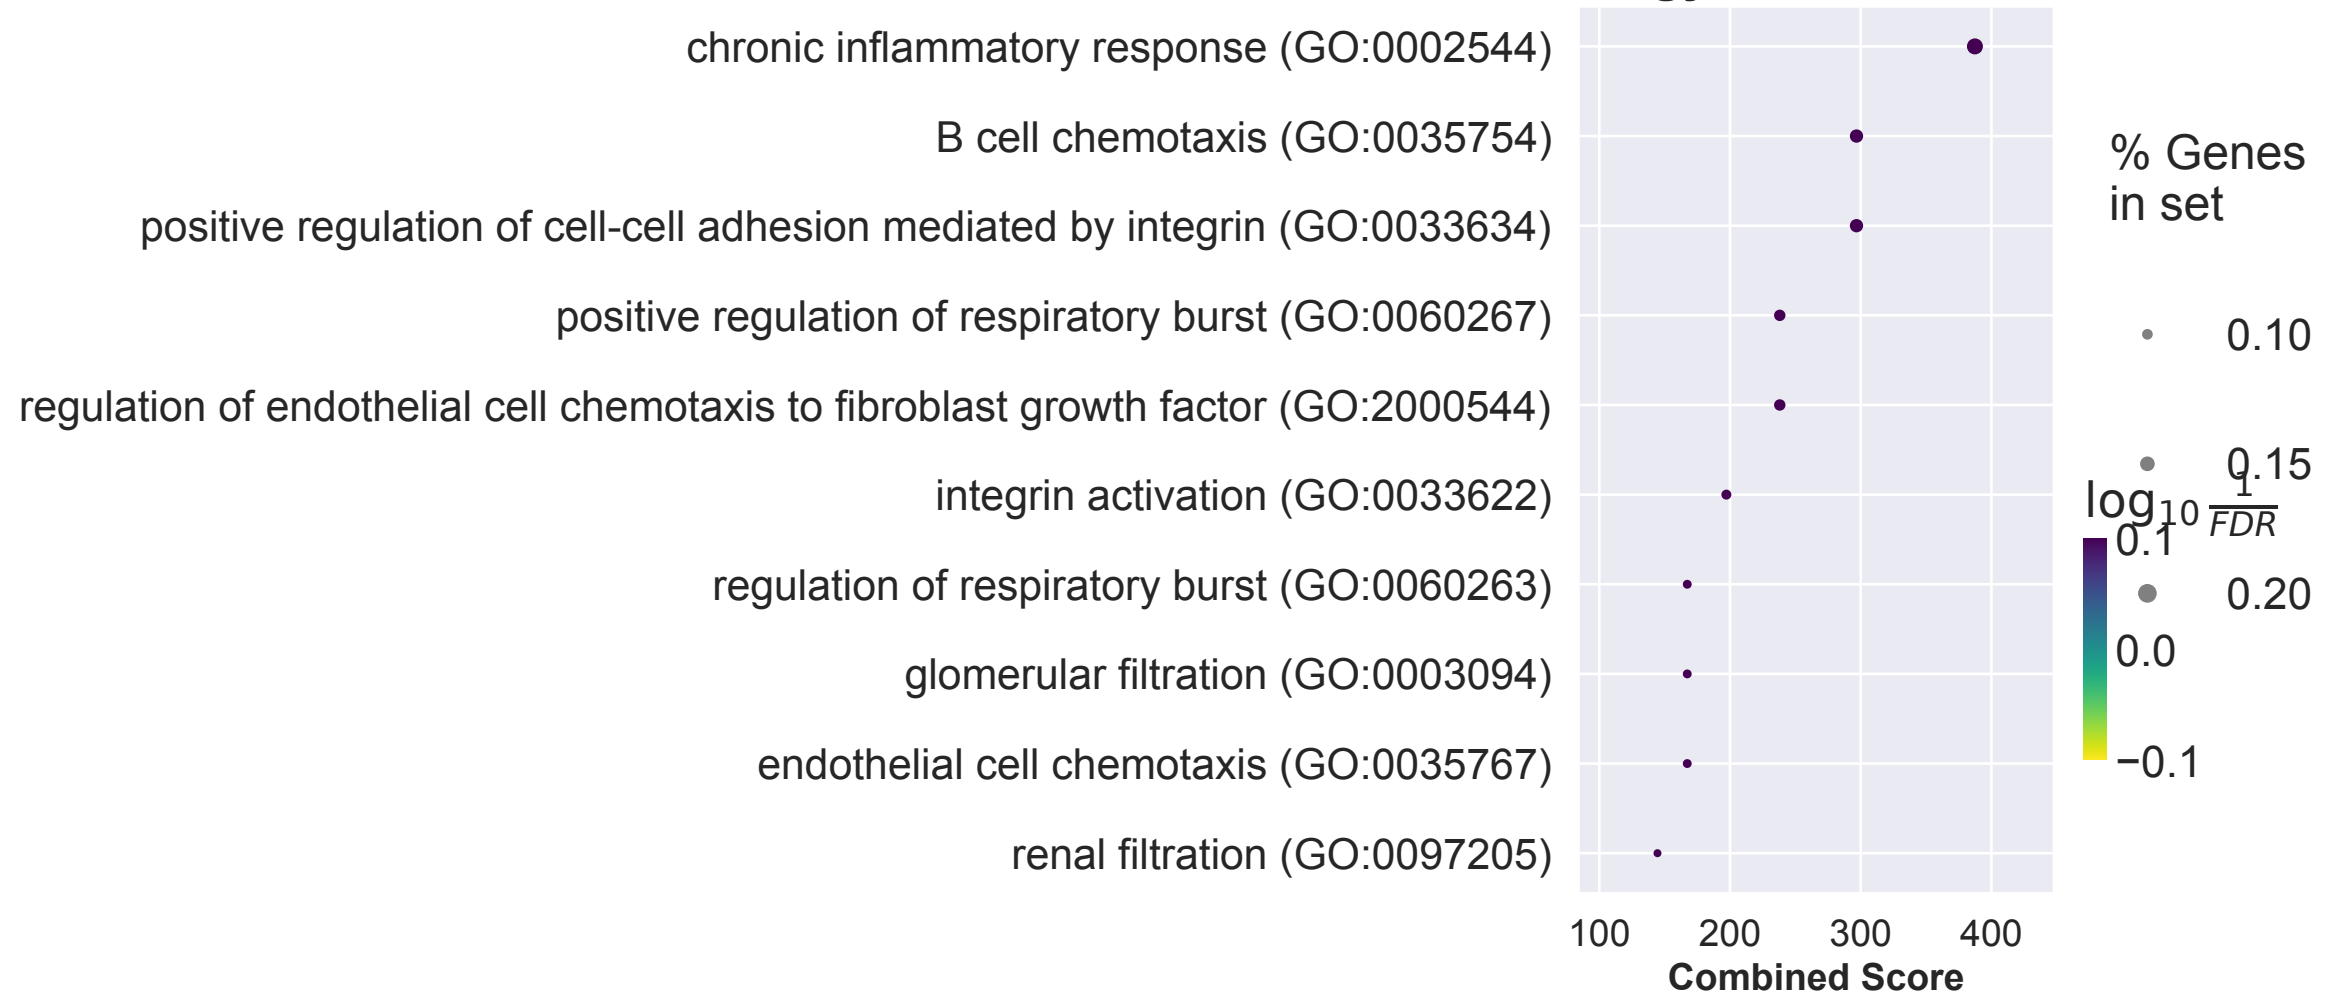 chronic inflammatory response (GO:0002544)
B cell chemotaxis (GO:0035754)
positive regulation of cell-cell adhesion mediated by integrin (GO:0033634)
positive regulation of respiratory burst (GO:0060267)
regulation of endothelial cell chemotaxis to fibroblast growth factor (GO:2000544)
integrin activation (GO:0033622)
regulation of respiratory burst (GO:0060263)
glomerular filtration (GO:0003094)
endothelial cell chemotaxis (GO:0035767)
renal filtration (GO:0097205)
100 200 300 400
Combined Score
% Genes
in set
0.10
0.15
0.20
log₁₀ 1/FDR
0.1
0.0
−0.1